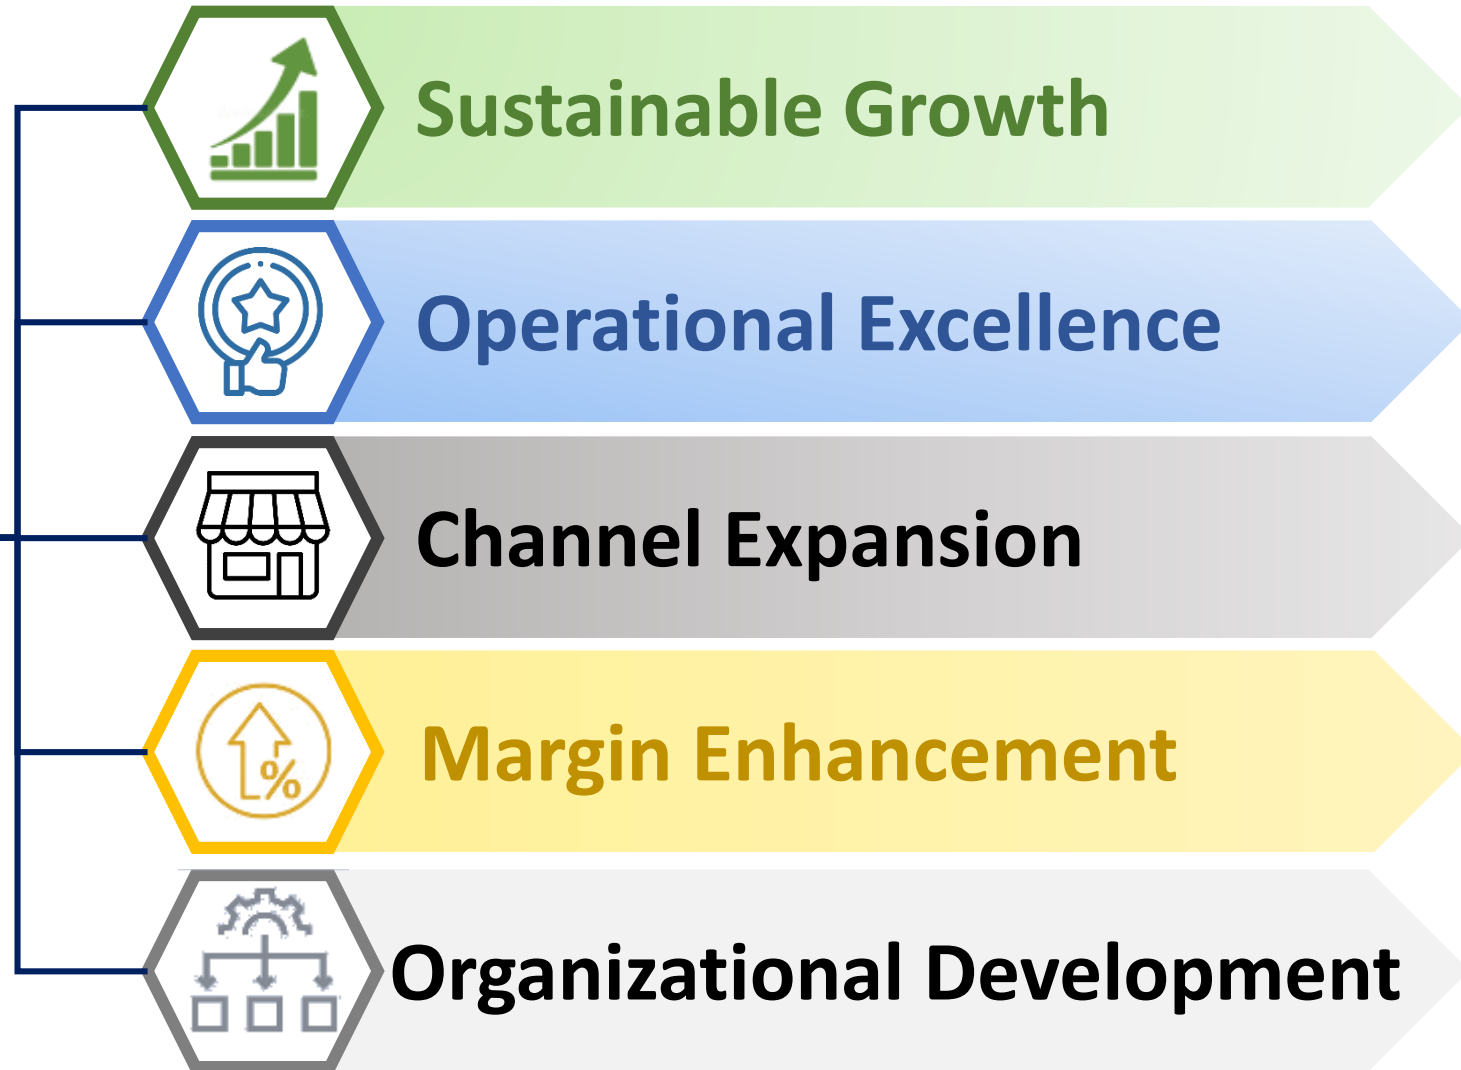 Sustainable Growth
Operational Excellence
Channel Expansion
Margin Enhancement
%
Organizational Development